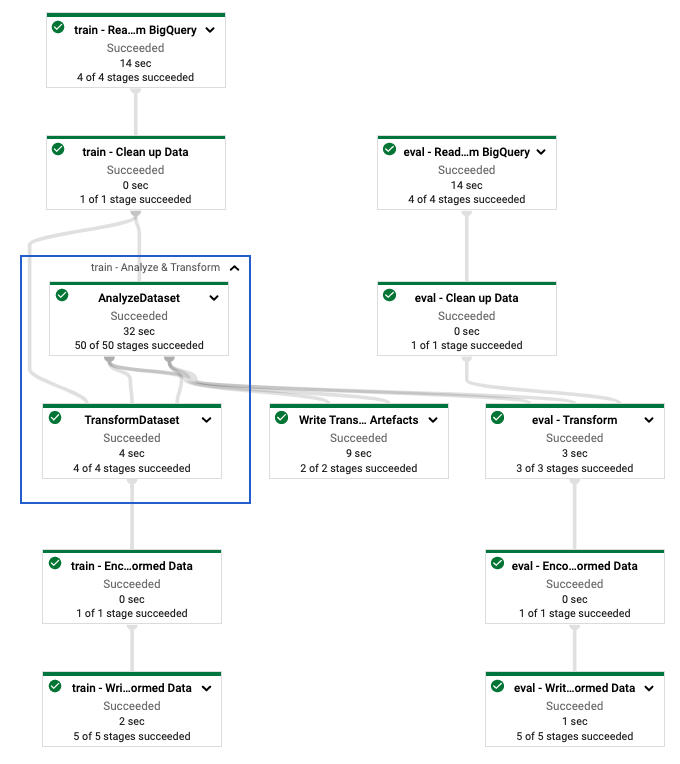 train - Rea...m BigQuery
Succeeded
14 sec
4 of 4 stages succeeded
train - Clean up Data
Succeeded
0 sec
1 of 1 stage succeeded
eval - Read...m BigQuery
Succeeded
14 sec
4 of 4 stages succeeded
train - Analyze & Transform
AnalyzeDataset
Succeeded
32 sec
50 of 50 stages succeeded
eval - Clean up Data
Succeeded
0 sec
1 of 1 stage succeeded
TransformDataset
Succeeded
4 sec
4 of 4 stages succeeded
Write Trans... Artefacts
Succeeded
9 sec
2 of 2 stages succeeded
eval - Transform
Succeeded
3 sec
3 of 3 stages succeeded
train - Enc...ormed Data
Succeeded
0 sec
1 of 1 stage succeeded
eval - Enco...ormed Data
Succeeded
0 sec
1 of 1 stage succeeded
train - Wri...ormed Data
Succeeded
2 sec
5 of 5 stages succeeded
eval - Writ...ormed Data
Succeeded
1 sec
5 of 5 stages succeeded